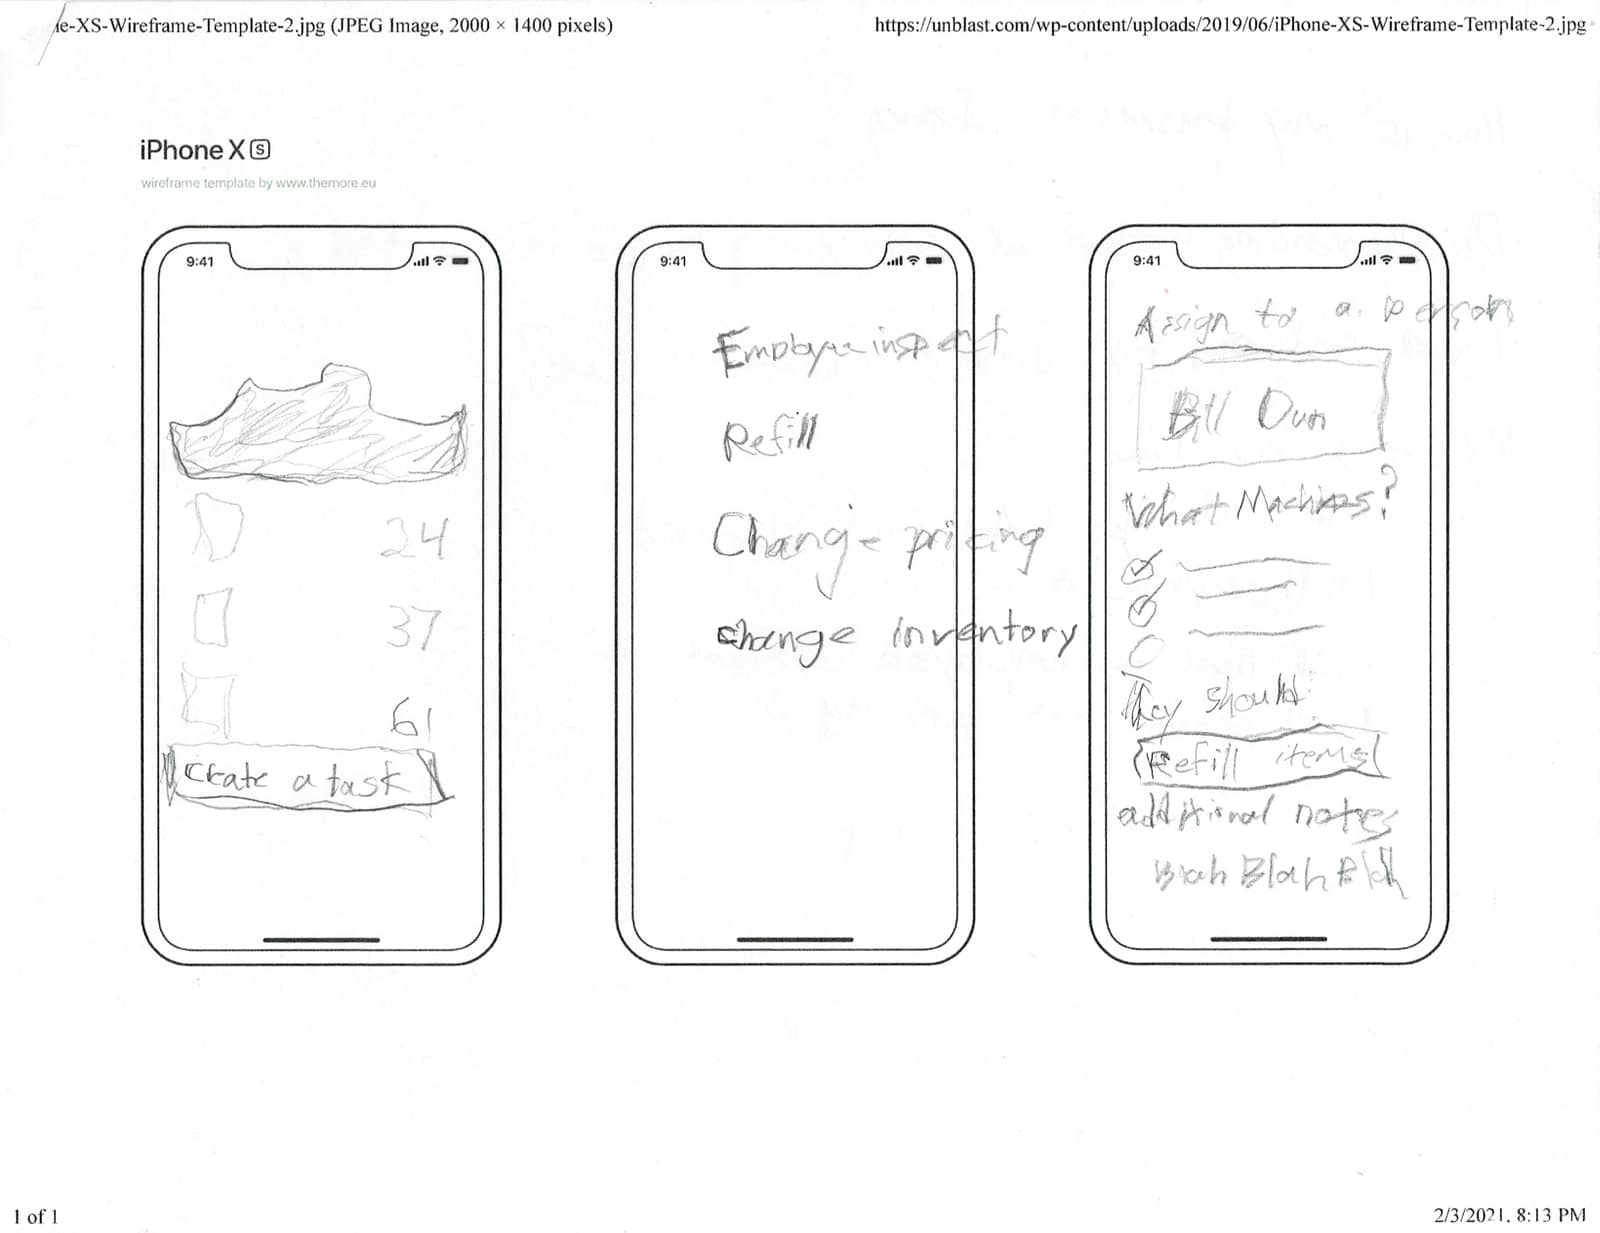 ie-XS-Wireframe-Template-2.jpg (JPEG Image, 2000 × 1400 pixels)
https://unblast.com/wp-content/uploads/2019/06/iPhone-XS-Wireframe-Template-2.jpg
iPhone XS
wireframe template by www.themore.eu
9:41
24
37
61
Create a task
9:41
Employee inspect
Refill
Change pricing
change inventory
9:41
Assign to a person
Bill Dun
What Machines?
They should
Refill items
additional notes
Blah Blah Blah
1 of 1
2/3/2021, 8:13 PM